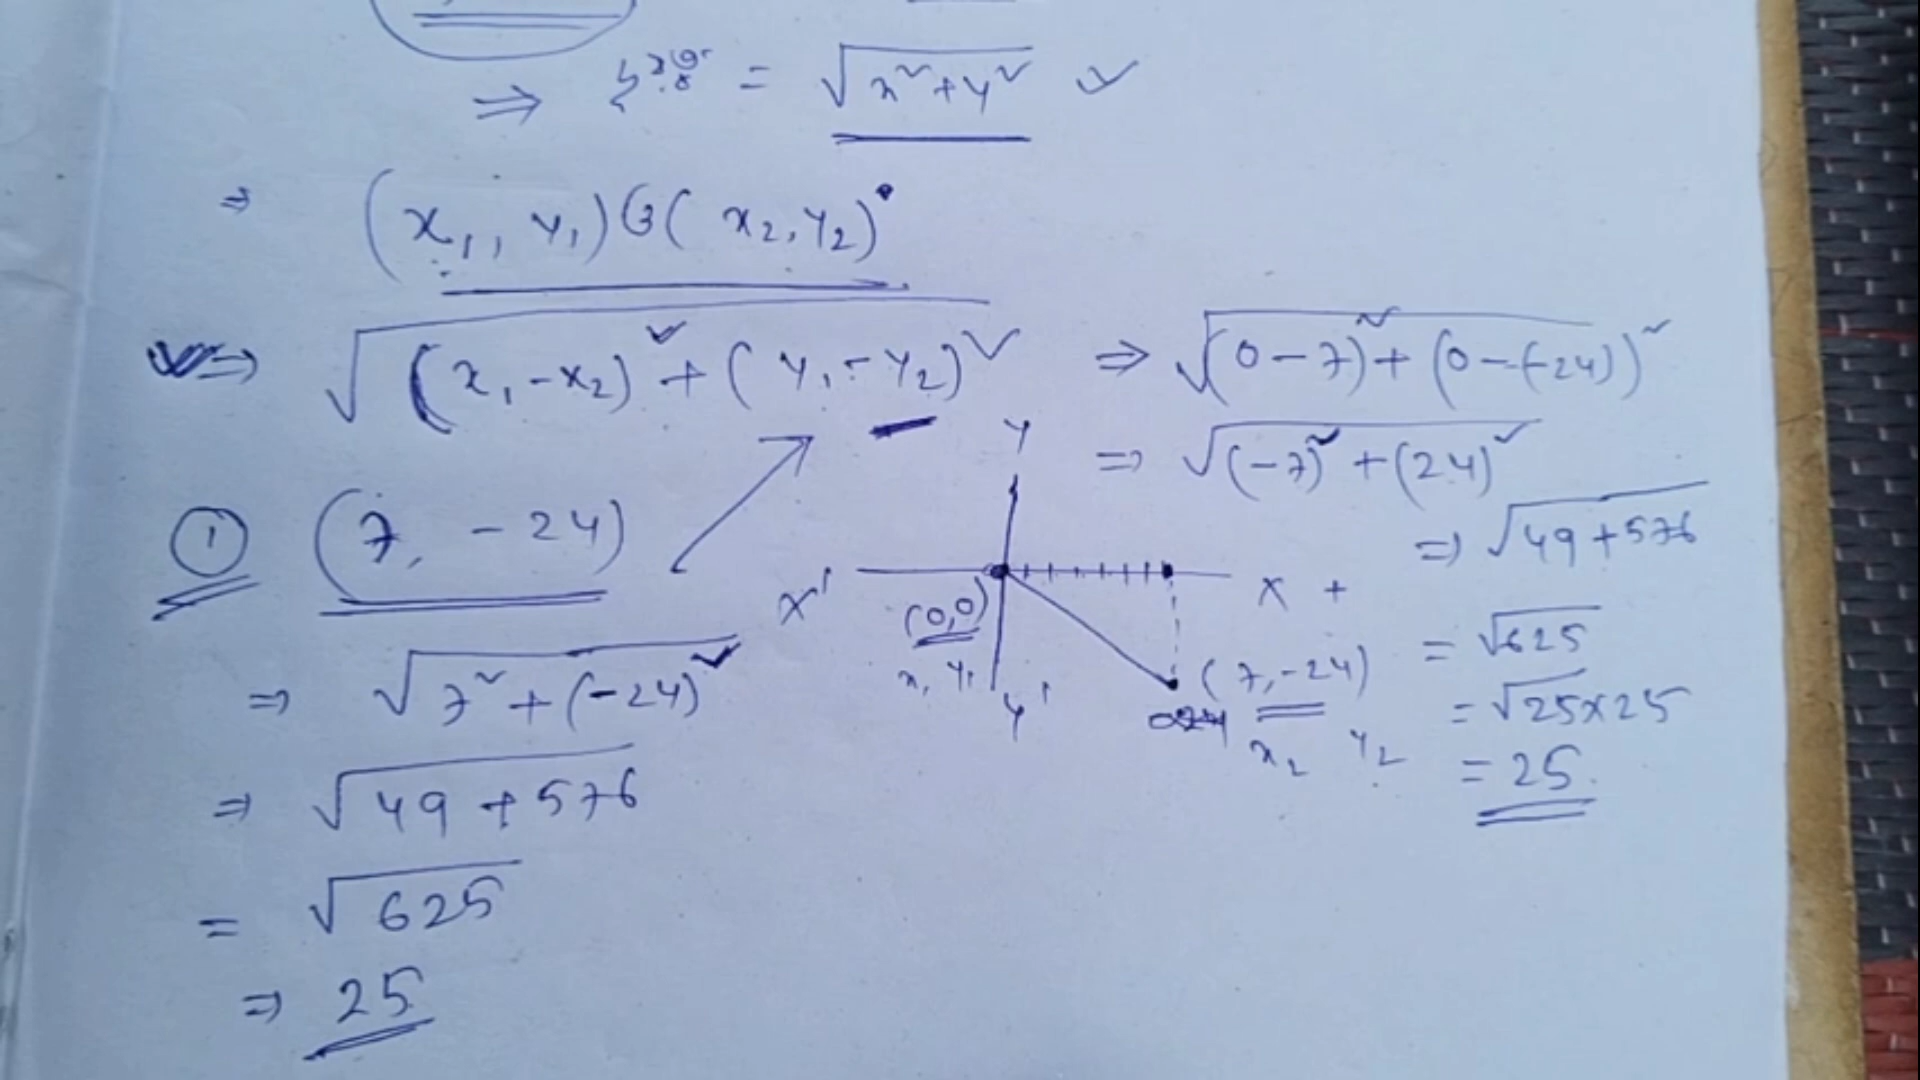 ⇒ দূরত্ব = √(x²+y²)
⇒ (x₁, y₁) ও (x₂, y₂)
⇒ √((x₁-x₂)² + (y₁-y₂)²) ⇒ √((0-7)² + (0-(-24))²)
Y ⇒ √((-7)² + (24)²)
① (7, -24) ⇒ √(49+576)
X' X +
(0,0) = √625
x, y₁ (7, -24)
⇒ √(7² + (-24)²) Y' = √(25×25)
x₂ y₂ = 25
⇒ √(49 + 576)
= √625
⇒ 25